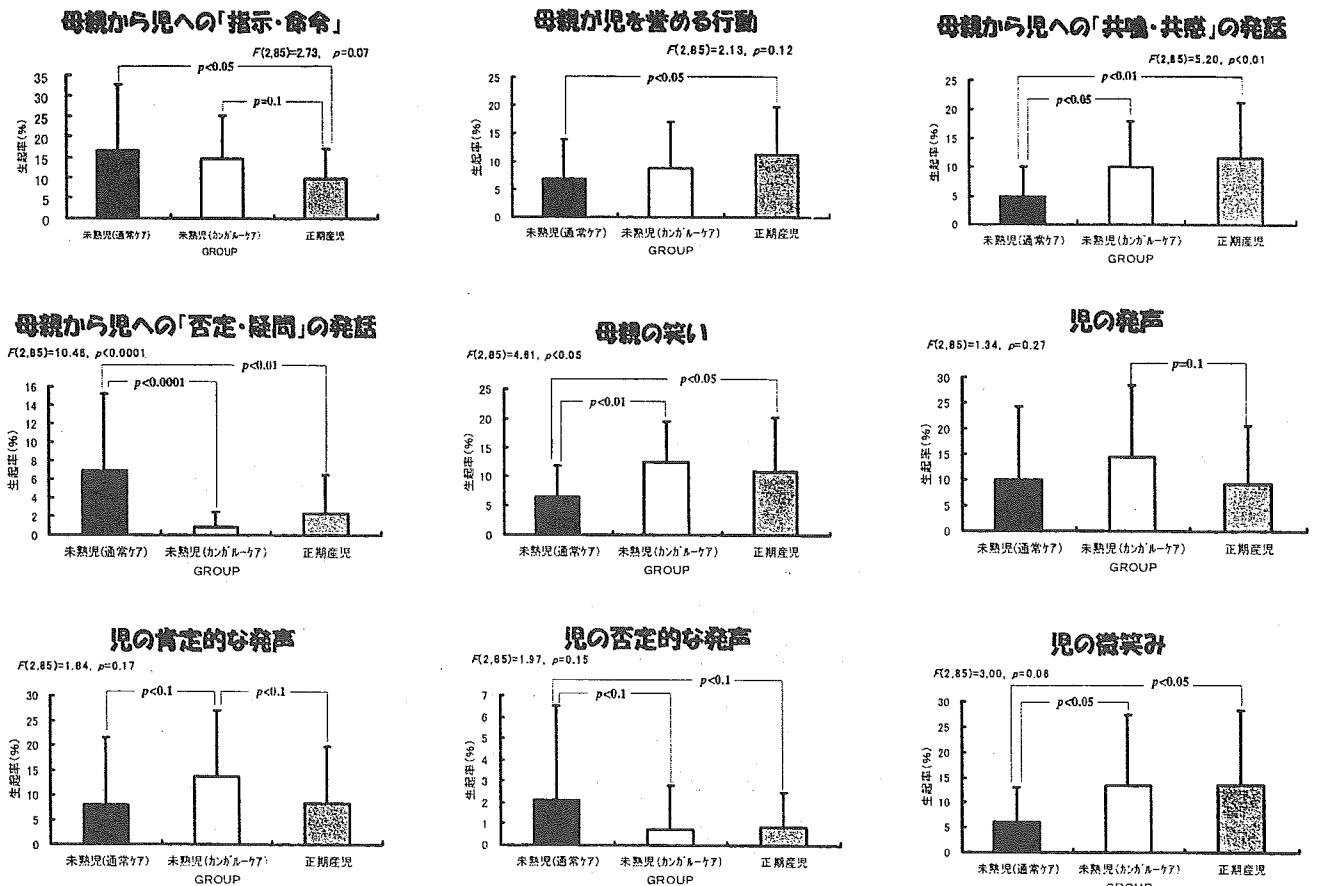 母親から児への「指示・命令」
F(2,85)=2.73, p=0.07
p<0.05
p=0.1
生起率(%)
35
30
25
20
15
10
5
0
未熟児(通常ケア)
未熟児(カンガルーケア)
正期産児
GROUP
母親が児を誉める行動
F(2,85)=2.13, p=0.12
p<0.05
生起率(%)
25
20
15
10
5
0
未熟児(通常ケア)
未熟児(カンガルーケア)
正期産児
GROUP
母親から児への「共鳴・共感」の発話
F(2,85)=5.20, p<0.01
p<0.01
p<0.05
生起率(%)
25
20
15
10
5
0
未熟児(通常ケア)
未熟児(カンガルーケア)
正期産児
GROUP
母親から児への「否定・疑問」の発話
F(2,85)=10.46, p<0.0001
p<0.01
p<0.0001
生起率(%)
16
14
12
10
8
6
4
2
0
未熟児(通常ケア)
未熟児(カンガルーケア)
正期産児
GROUP
母親の笑い
F(2,85)=4.61, p<0.05
p<0.05
p<0.01
生起率(%)
25
20
15
10
5
0
未熟児(通常ケア)
未熟児(カンガルーケア)
正期産児
GROUP
児の発声
F(2,85)=1.34, p=0.27
p=0.1
生起率(%)
30
25
20
15
10
5
0
未熟児(通常ケア)
未熟児(カンガルーケア)
正期産児
GROUP
児の肯定的な発声
F(2,85)=1.84, p=0.17
p<0.1
p<0.1
生起率(%)
30
25
20
15
10
5
0
未熟児(通常ケア)
未熟児(カンガルーケア)
正期産児
GROUP
児の否定的な発声
F(2,85)=1.97, p=0.15
p<0.1
p<0.1
生起率(%)
7
6
5
4
3
2
1
0
未熟児(通常ケア)
未熟児(カンガルーケア)
正期産児
GROUP
児の微笑み
F(2,85)=3.00, p=0.06
p<0.05
p<0.05
生起率(%)
30
25
20
15
10
5
0
未熟児(通常ケア)
未熟児(カンガルーケア)
正期産児
GROUP